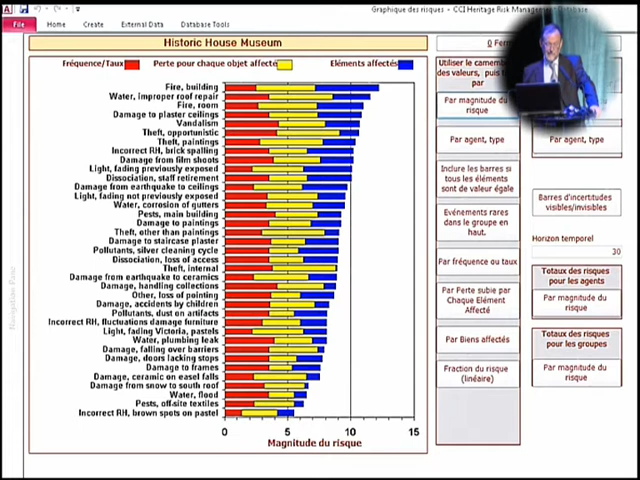 Graphique des risques - CCI Heritage Risk Management Database
File
Home
Create
External Data
Database Tools
Historic House Museum
Fréquence/Taux
Perte pour chaque objet affecté
Eléments affectés
Fire, building
Water, improper roof repair
Fire, room
Damage to plaster ceilings
Vandalism
Theft, opportunistic
Theft, paintings
Incorrect RH, brick spalling
Damage from film shoots
Light, fading previously exposed
Dissociation, staff retirement
Damage from earthquake to ceilings
Light, fading not previously exposed
Water, corrosion of gutters
Pests, main building
Damage to paintings
Theft, other than paintings
Damage to staircase plaster
Pollutants, silver cleaning cycle
Dissociation, loss of access
Theft, internal
Damage from earthquake to ceramics
Damage, handling collections
Other, loss of pointing
Damage, accidents by children
Pollutants, dust on artifacts
Incorrect RH, fluctuations damage furniture
Light, fading Victoria, pastels
Water, plumbing leak
Damage, falling over barriers
Damage, doors lacking stops
Damage to frames
Damage, ceramic on easel falls
Damage from snow to south roof
Water, flood
Pests, off-site textiles
Incorrect RH, brown spots on pastel
0
5
10
15
Magnitude du risque
Utiliser le
des valeurs, puis
par
Par magnitude du
risque
Par agent, type
Inclure les barres si
tous les éléments
sont de valeur égale
Evénements rares
dans le groupe en
haut.
Par fréquence ou taux
Par Perte subie par
Chaque Elément
Affecté
Par Biens affectés
Fraction du risque
(linéaire)
Par agent, type
Barres d'incertitudes
visibles/invisibles
Horizon temporel
30
Totaux des risques
pour les agents
Par magnitude du
risque
Totaux des risques
pour les groupes
Par magnitude du
risque